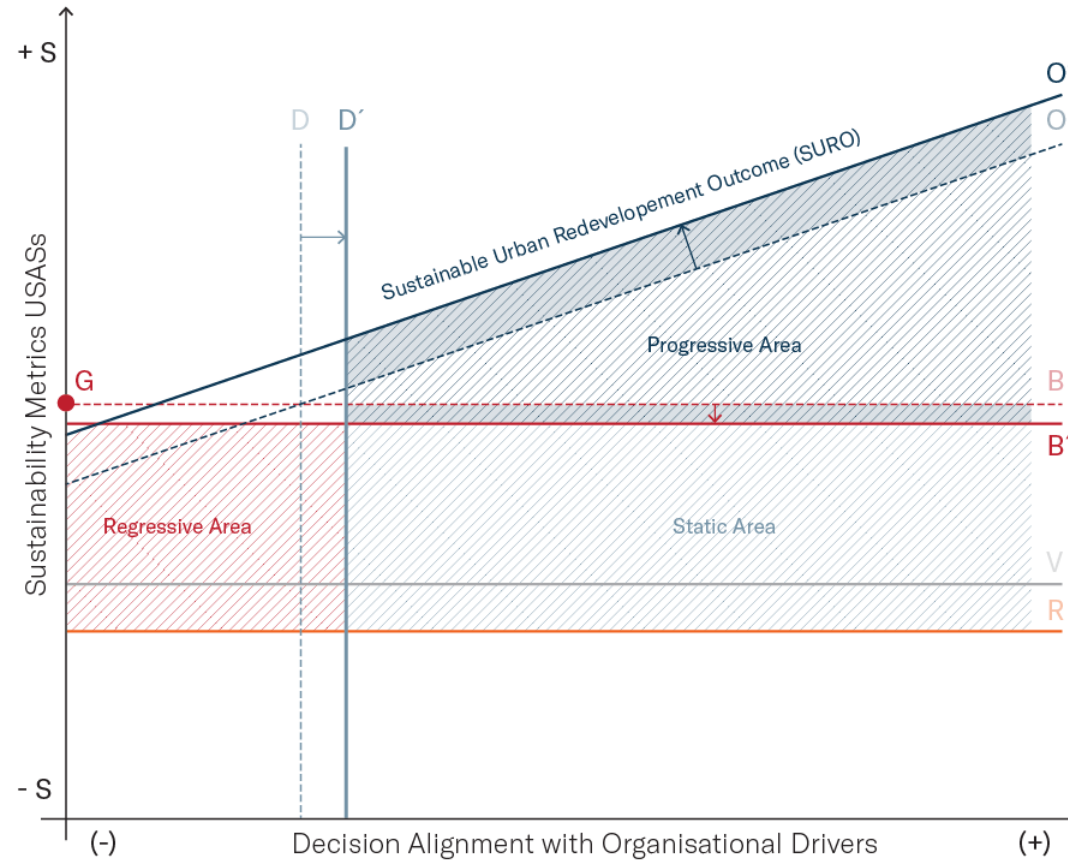 + S
O
D
D´
O
Sustainable Urban Redevelopement Outcome (SURO)
Sustainability Metrics USASs
Progressive Area
G
B
B´
Regressive Area
Static Area
V
R
- S
(-)
Decision Alignment with Organisational Drivers
(+)